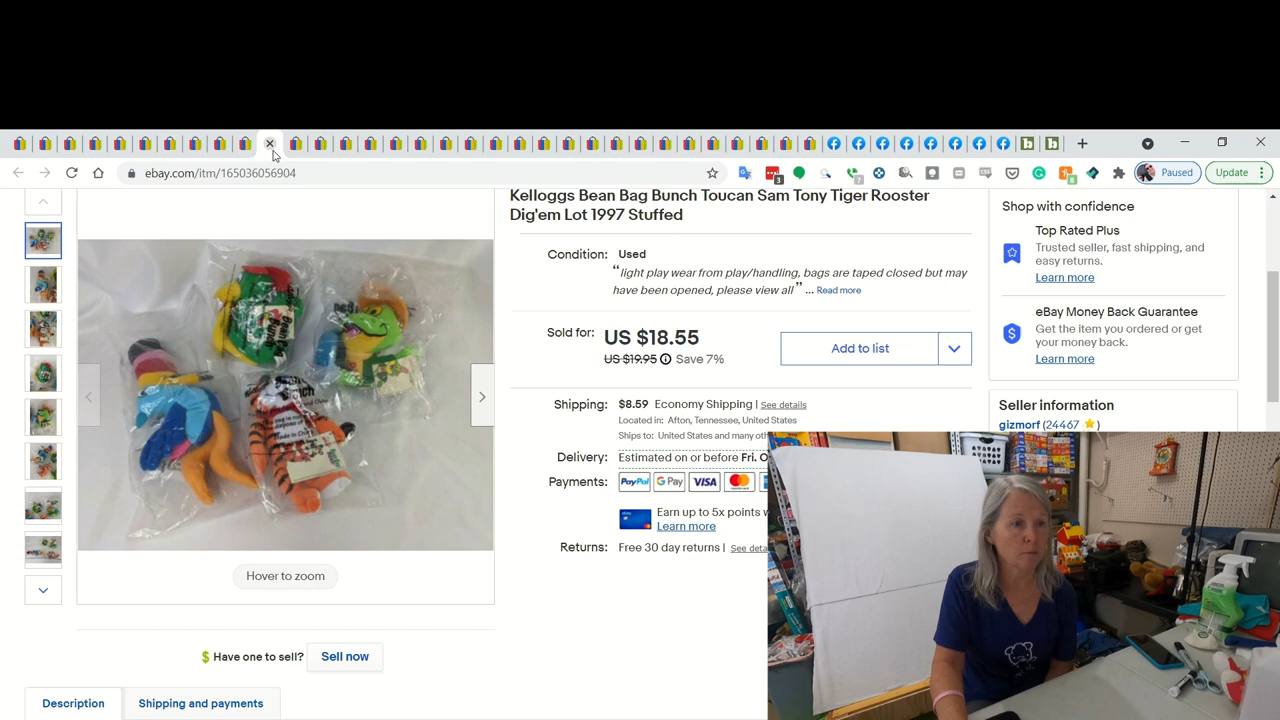 ebay.com/itm/165036056904
3
7
8
Paused
Update
Kelloggs Bean Bag Bunch Toucan Sam Tony Tiger Rooster
Dig'em Lot 1997 Stuffed
Condition:
Used
“light play wear from play/handling, bags are taped closed but may
have been opened, please view all” ... Read more
Sold for:
US $18.55
US $19.95
Save 7%
Add to list
Shipping:
$8.59 Economy Shipping | See details
Located in: Afton, Tennessee, United States
Ships to: United States and many oth
Delivery:
Estimated on or before Fri. O
Payments:
PayPal
G Pay
VISA
Earn up to 5x points w
Learn more
Returns:
Free 30 day returns | See deta
Shop with confidence
Top Rated Plus
Trusted seller, fast shipping, and
easy returns.
Learn more
eBay Money Back Guarantee
Get the item you ordered or get
your money back.
Learn more
Seller information
gizmorf (24467 )
Hover to zoom
$ Have one to sell?
Sell now
Description
Shipping and payments